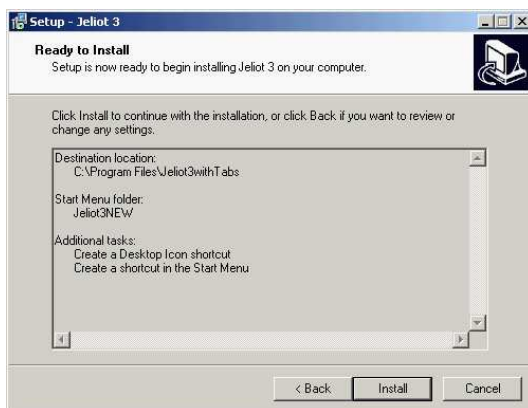 Setup - Jeliot 3
Ready to Install
Setup is now ready to begin installing Jeliot 3 on your computer.
Click Install to continue with the installation, or click Back if you want to review or
change any settings.
Destination location:
C:\Program Files\Jeliot3withTabs
Start Menu folder:
Jeliot3NEW
Additional tasks:
Create a Desktop Icon shortcut
Create a shortcut in the Start Menu
< Back Install Cancel